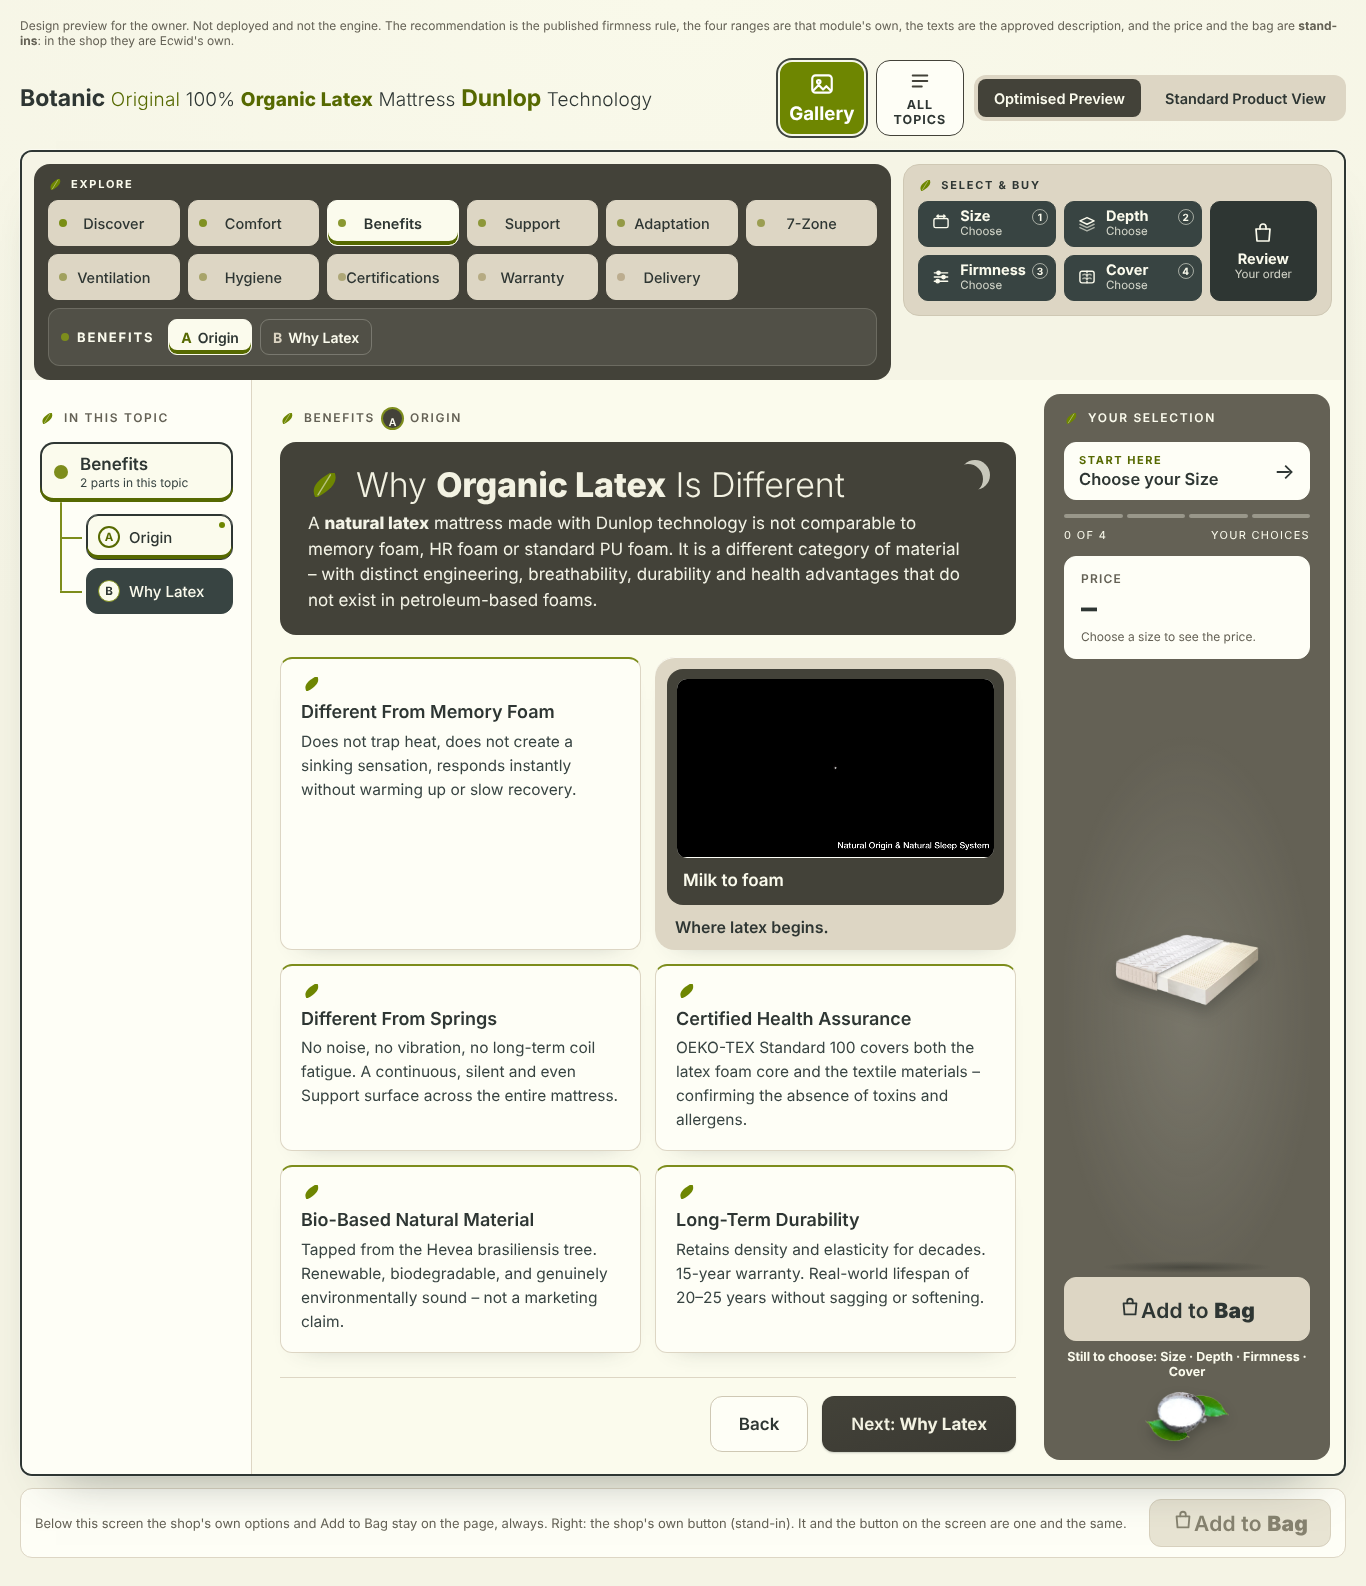 Design preview for the owner. Not deployed and not the engine. The recommendation is the published firmness rule, the four ranges are that module's own, the texts are the approved description, and the price and the bag are stand-
ins: in the shop they are Ecwid's own.
Botanic Original 100% Organic Latex Mattress Dunlop Technology
Gallery
ALL
TOPICS
Optimised Preview
Standard Product View
EXPLORE
Discover
Comfort
Benefits
Support
Adaptation
7-Zone
Ventilation
Hygiene
Certifications
Warranty
Delivery
BENEFITS
A Origin
B Why Latex
SELECT & BUY
Size
Choose
1
Depth
Choose
2
Firmness
Choose
3
Cover
Choose
4
Review
Your order
IN THIS TOPIC
Benefits
2 parts in this topic
A Origin
B Why Latex
BENEFITS A ORIGIN
Why Organic Latex Is Different
A natural latex mattress made with Dunlop technology is not comparable to
memory foam, HR foam or standard PU foam. It is a different category of material
– with distinct engineering, breathability, durability and health advantages that do
not exist in petroleum-based foams.
Different From Memory Foam
Does not trap heat, does not create a
sinking sensation, responds instantly
without warming up or slow recovery.
Natural Origin & Natural Sleep System
Milk to foam
Where latex begins.
Different From Springs
No noise, no vibration, no long-term coil
fatigue. A continuous, silent and even
Support surface across the entire mattress.
Certified Health Assurance
OEKO-TEX Standard 100 covers both the
latex foam core and the textile materials –
confirming the absence of toxins and
allergens.
Bio-Based Natural Material
Tapped from the Hevea brasiliensis tree.
Renewable, biodegradable, and genuinely
environmentally sound – not a marketing
claim.
Long-Term Durability
Retains density and elasticity for decades.
15-year warranty. Real-world lifespan of
20–25 years without sagging or softening.
Back
Next: Why Latex
YOUR SELECTION
START HERE
Choose your Size
0 OF 4
YOUR CHOICES
PRICE
–
Choose a size to see the price.
Add to Bag
Still to choose: Size · Depth · Firmness ·
Cover
Below this screen the shop's own options and Add to Bag stay on the page, always. Right: the shop's own button (stand-in). It and the button on the screen are one and the same.
Add to Bag